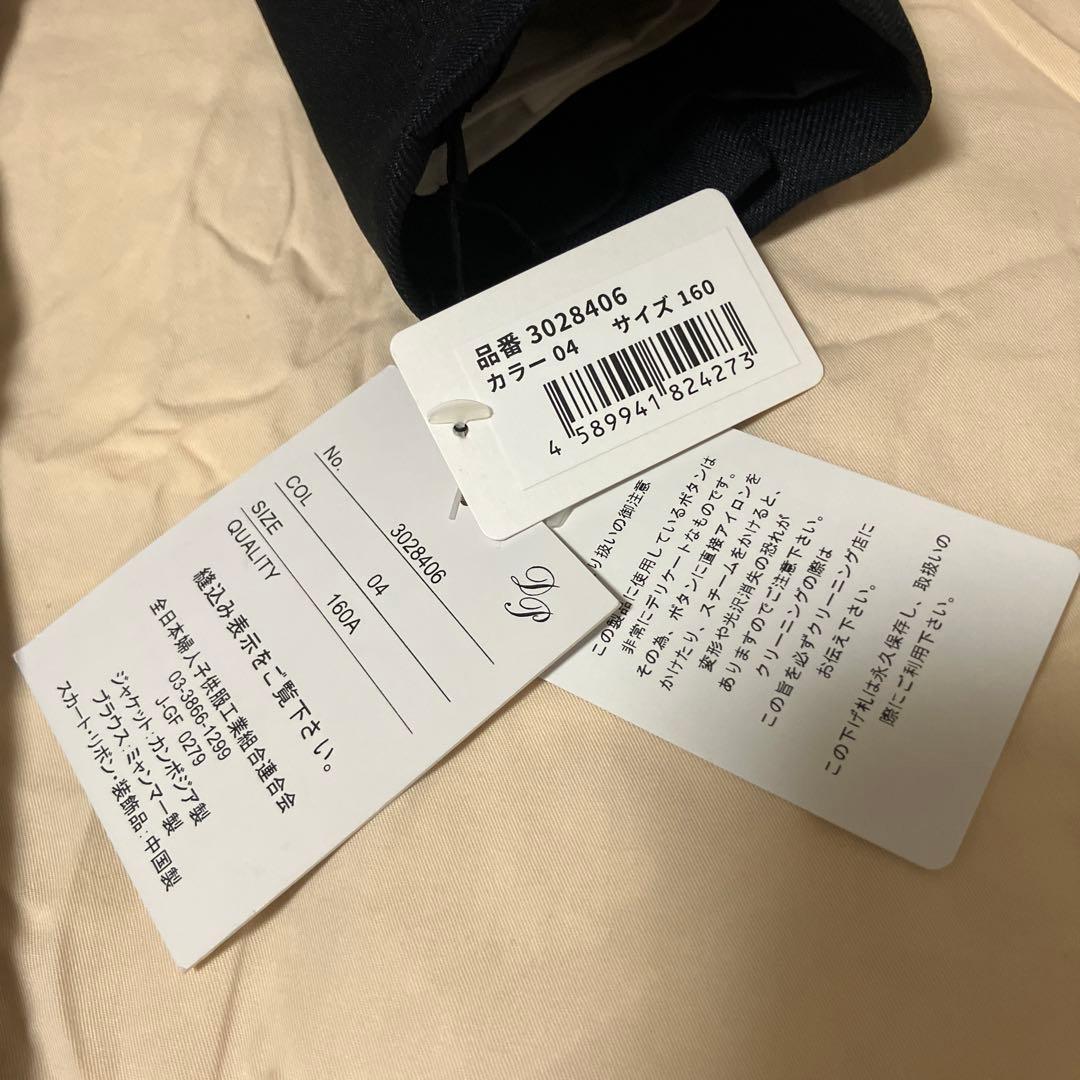 品番 3028406
カラー 04 サイズ 160
4 589941 824273
No. 3028406
COL 04
SIZE 160A
QUALITY
縫込み表示をご覧下さい。
全日本婦人子供服工業組合連合会
03-3866-1299
J-GF 0279
ジャケット:カンボジア製
ブラウス:ミャンマー製
スカート・リボン・装飾品:中国製
り扱いの御注意
この製品に使用しているボタンは
非常にデリケートなものです。
その為、ボタンに直接アイロンを
かけたり、スチームをかけると、
変形や光沢消失の恐れが
ありますのでご注意下さい。
クリーニングの際は
この旨を必ずクリーニング店に
お伝え下さい。
この下げ札は永久保存し、取扱いの
際にご利用下さい。